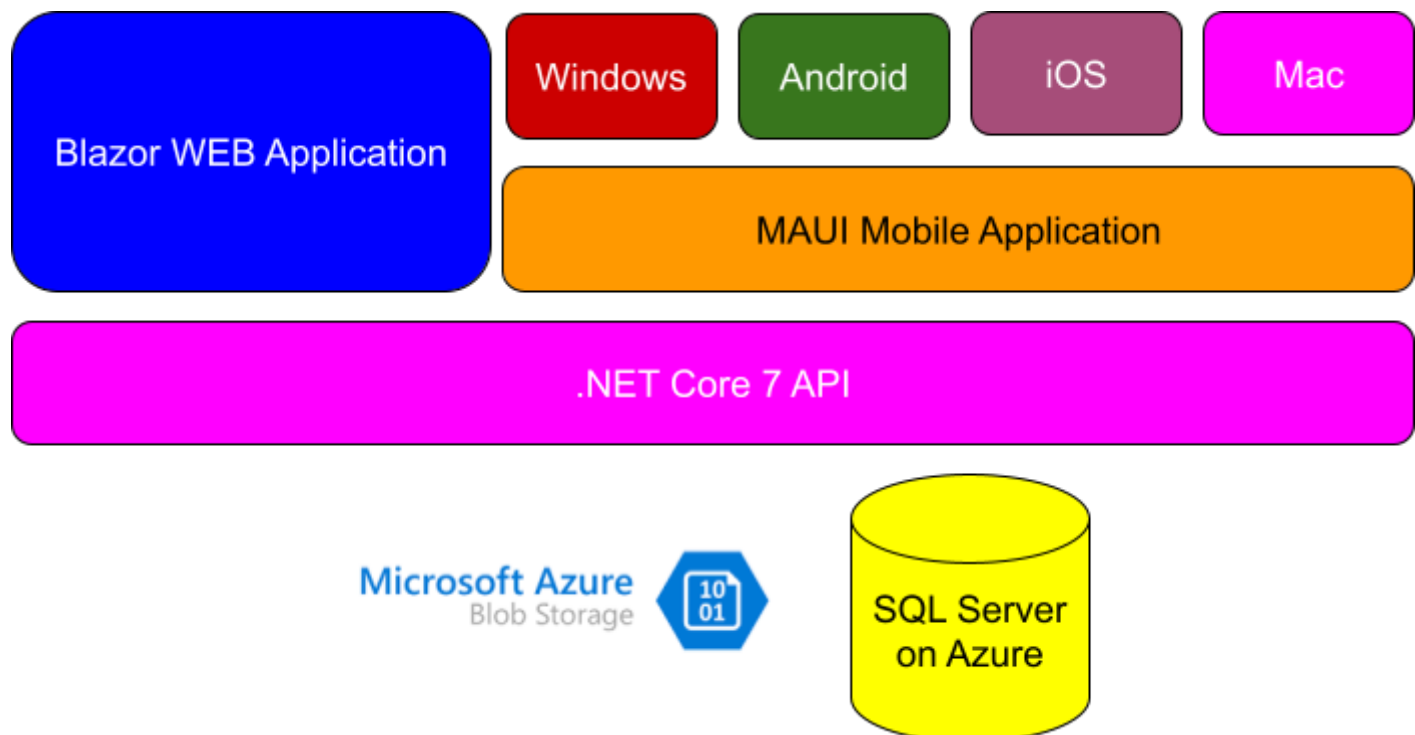 Blazor WEB Application
Windows
Android
iOS
Mac
MAUI Mobile Application
.NET Core 7 API
Microsoft Azure
Blob Storage
10
01
SQL Server
on Azure